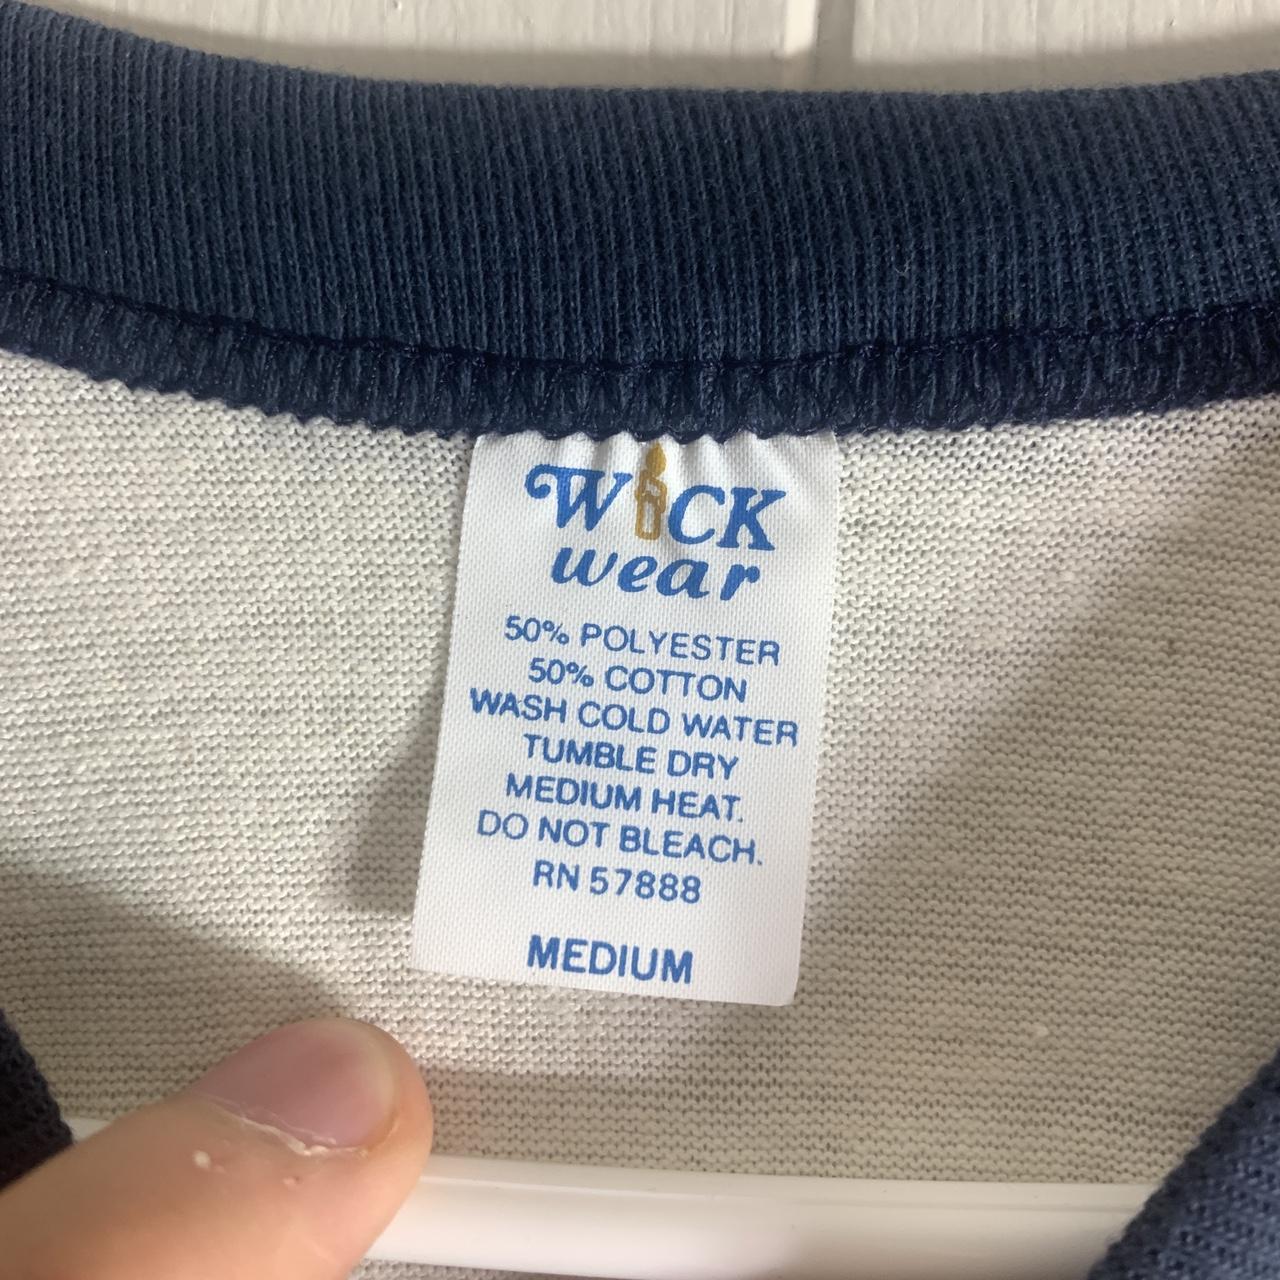 WiCK
wear
50% POLYESTER
50% COTTON
WASH COLD WATER
TUMBLE DRY
MEDIUM HEAT.
DO NOT BLEACH.
RN 57888
MEDIUM